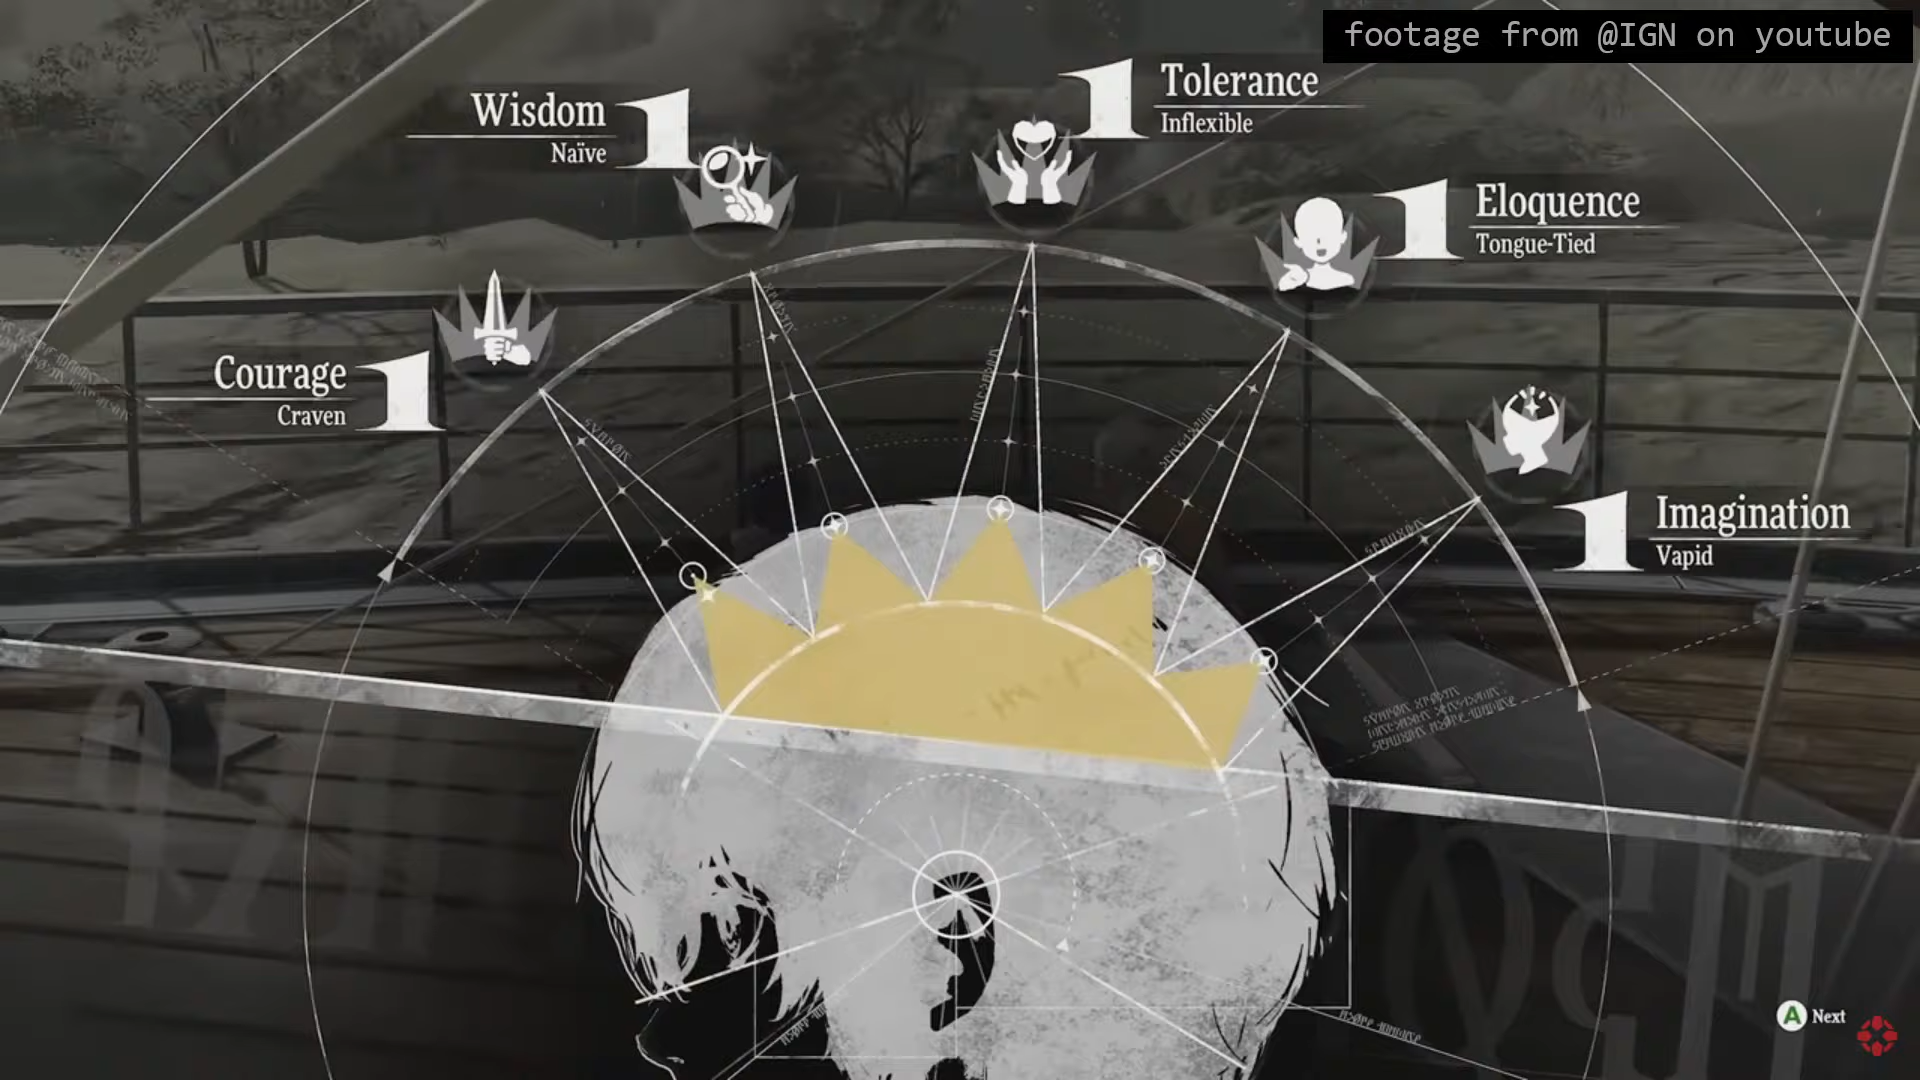 footage from @IGN on youtube
Tolerance
1
Inflexible
Wisdom
1
Naïve
Eloquence
1
Tongue-Tied
Courage
1
Craven
Imagination
1
Vapid
A Next